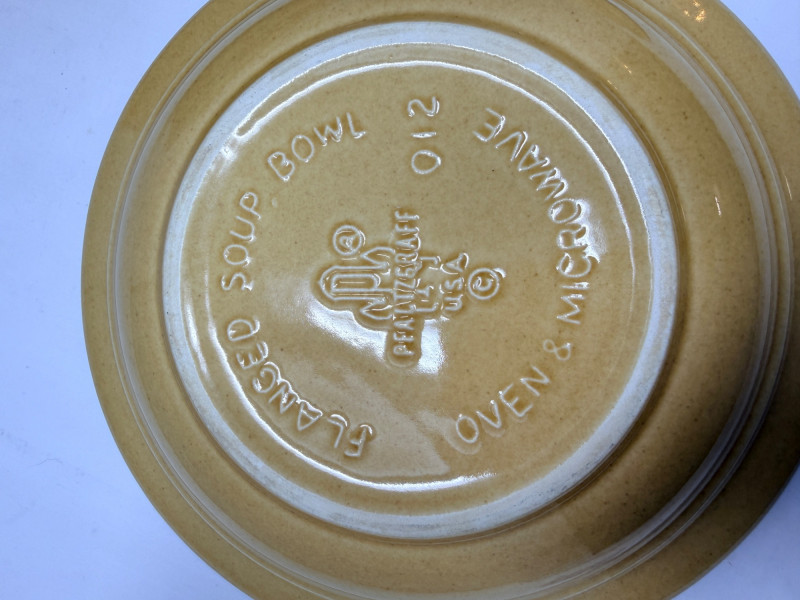 FLANGED SOUP BOWL
012
®
PFALTZGRAFF
USA ©
OVEN & MICROWAVE